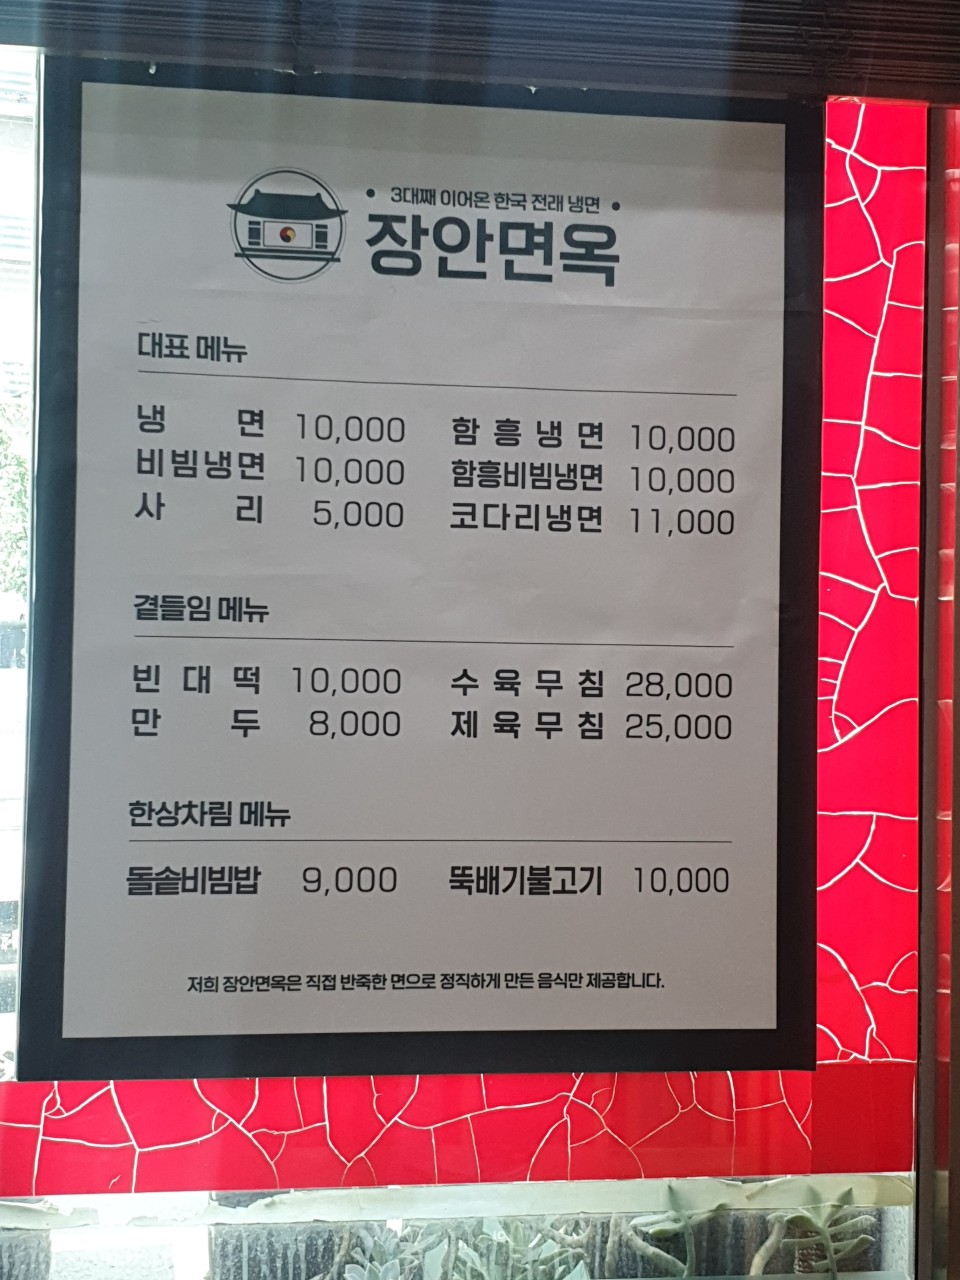 3대째 이어온 한국 전래 냉면
장안면옥
대표 메뉴
냉면 10,000 함흥냉면 10,000
비빔냉면 10,000 함흥비빔냉면 10,000
사리 5,000 코다리냉면 11,000
곁들임 메뉴
빈대떡 10,000 수육무침 28,000
만두 8,000 제육무침 25,000
한상차림 메뉴
돌솥비빔밥 9,000 뚝배기불고기 10,000
저희 장안면옥은 직접 반죽한 면으로 정직하게 만든 음식만 제공합니다.